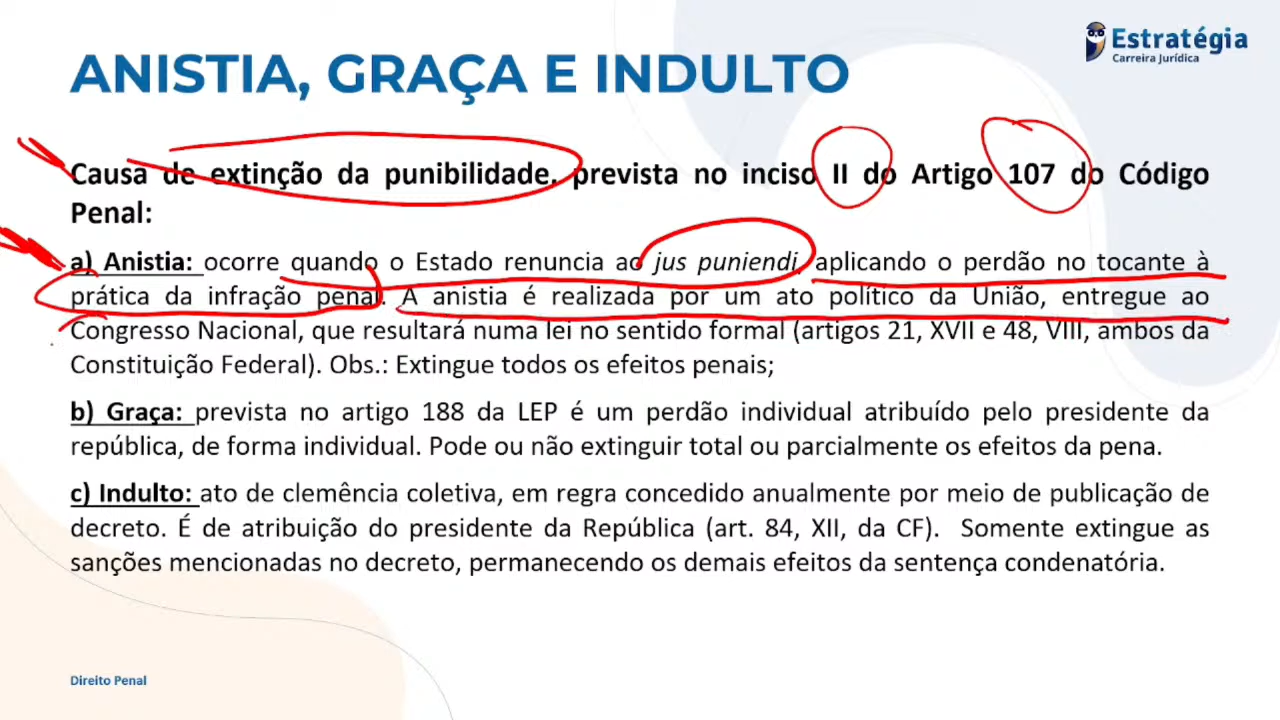 Estratégia
Carreira Jurídica
ANISTIA, GRAÇA E INDULTO
Causa de extinção da punibilidade, prevista no inciso II do Artigo 107 do Código
Penal:
a) Anistia: ocorre quando o Estado renuncia ao jus puniendi, aplicando o perdão no tocante à
prática da infração penal. A anistia é realizada por um ato político da União, entregue ao
Congresso Nacional, que resultará numa lei no sentido formal (artigos 21, XVII e 48, VIII, ambos da
Constituição Federal). Obs.: Extingue todos os efeitos penais;
b) Graça: prevista no artigo 188 da LEP é um perdão individual atribuído pelo presidente da
república, de forma individual. Pode ou não extinguir total ou parcialmente os efeitos da pena.
c) Indulto: ato de clemência coletiva, em regra concedido anualmente por meio de publicação de
decreto. É de atribuição do presidente da República (art. 84, XII, da CF). Somente extingue as
sanções mencionadas no decreto, permanecendo os demais efeitos da sentença condenatória.
Direito Penal